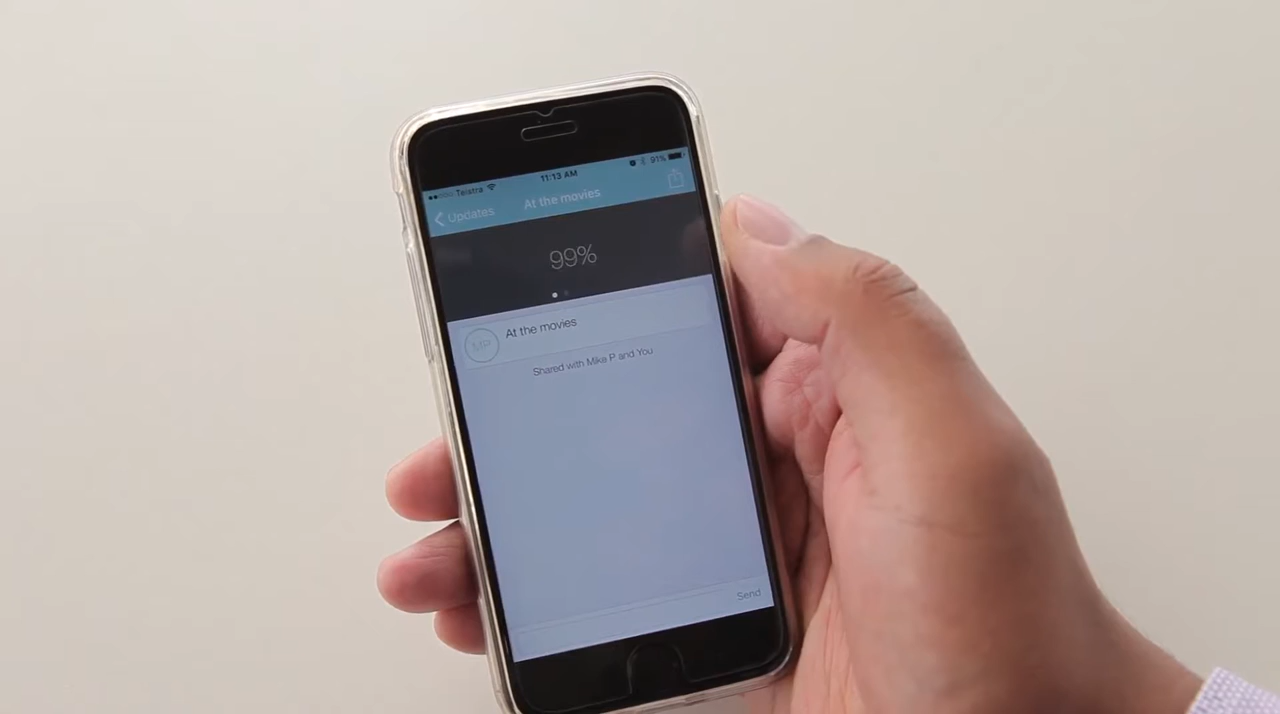 Telstra 11:13 AM 91%
Updates At the movies
99%
MP At the movies
Shared with Mike P and You
Send